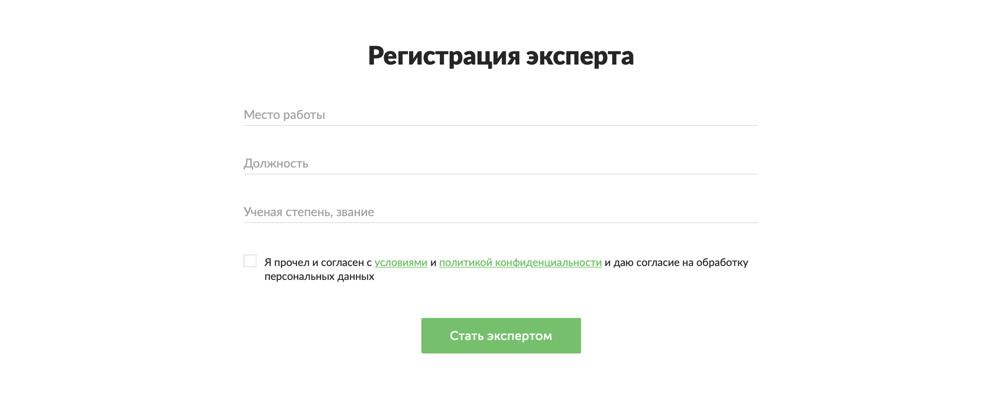 Регистрация эксперта
Место работы
Должность
Ученая степень, звание
Я прочел и согласен с условиями и политикой конфиденциальности и даю согласие на обработку
персональных данных
Стать экспертом